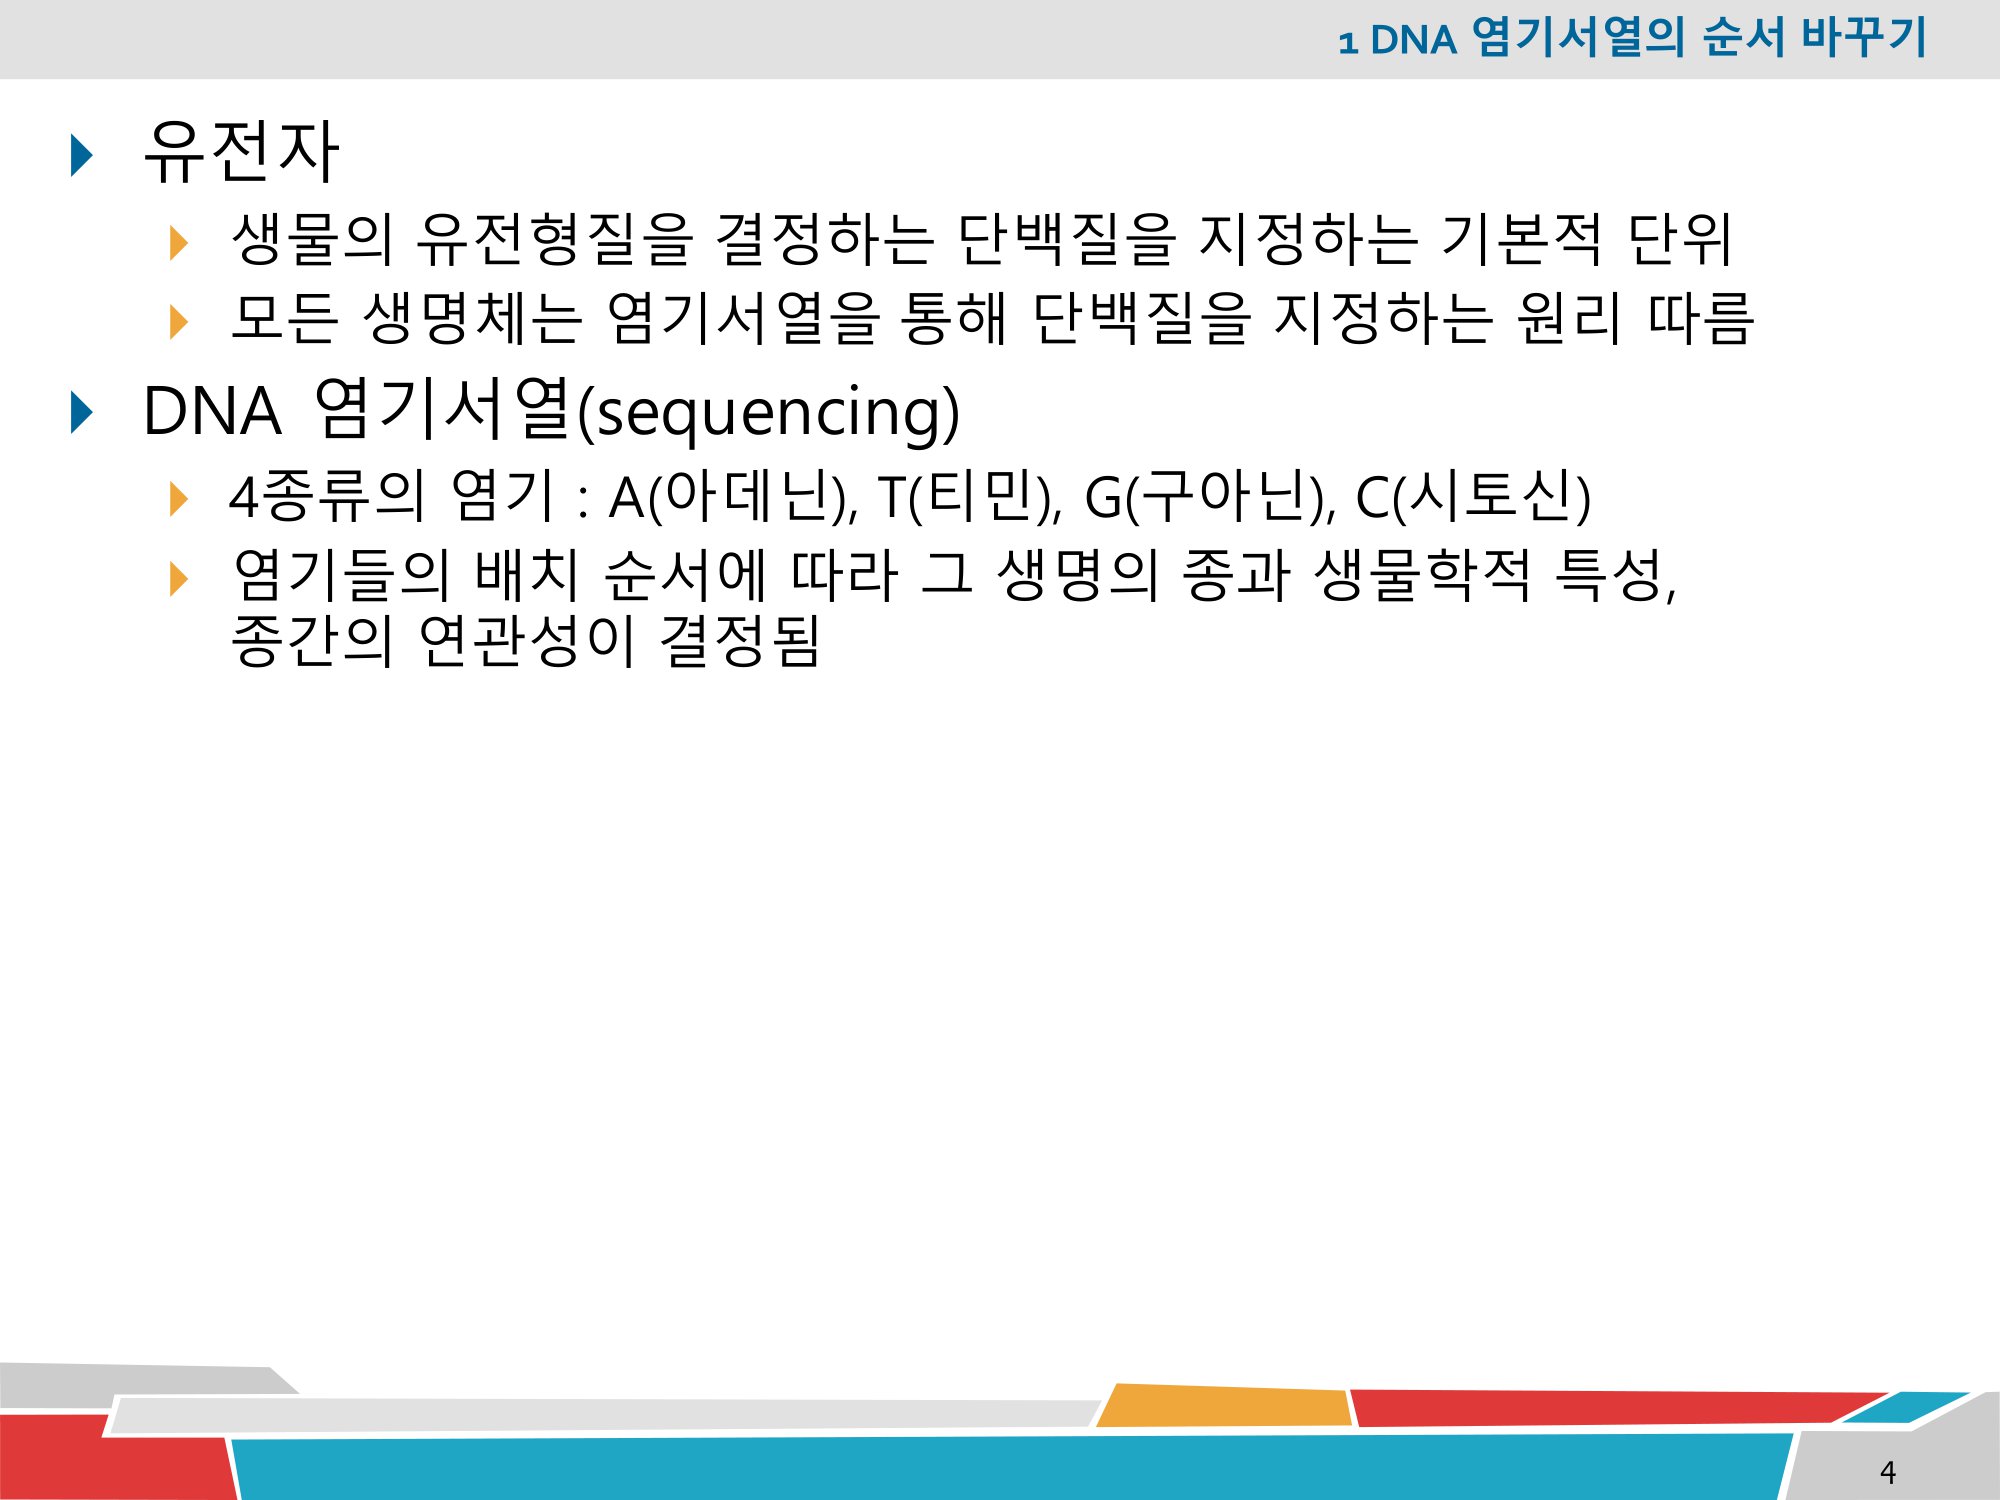 1 DNA 염기서열의 순서 바꾸기
유전자
생물의 유전형질을 결정하는 단백질을 지정하는 기본적 단위
모든 생명체는 염기서열을 통해 단백질을 지정하는 원리 따름
DNA 염기서열(sequencing)
4종류의 염기 : A(아데닌), T(티민), G(구아닌), C(시토신)
염기들의 배치 순서에 따라 그 생명의 종과 생물학적 특성,
종간의 연관성이 결정됨
4